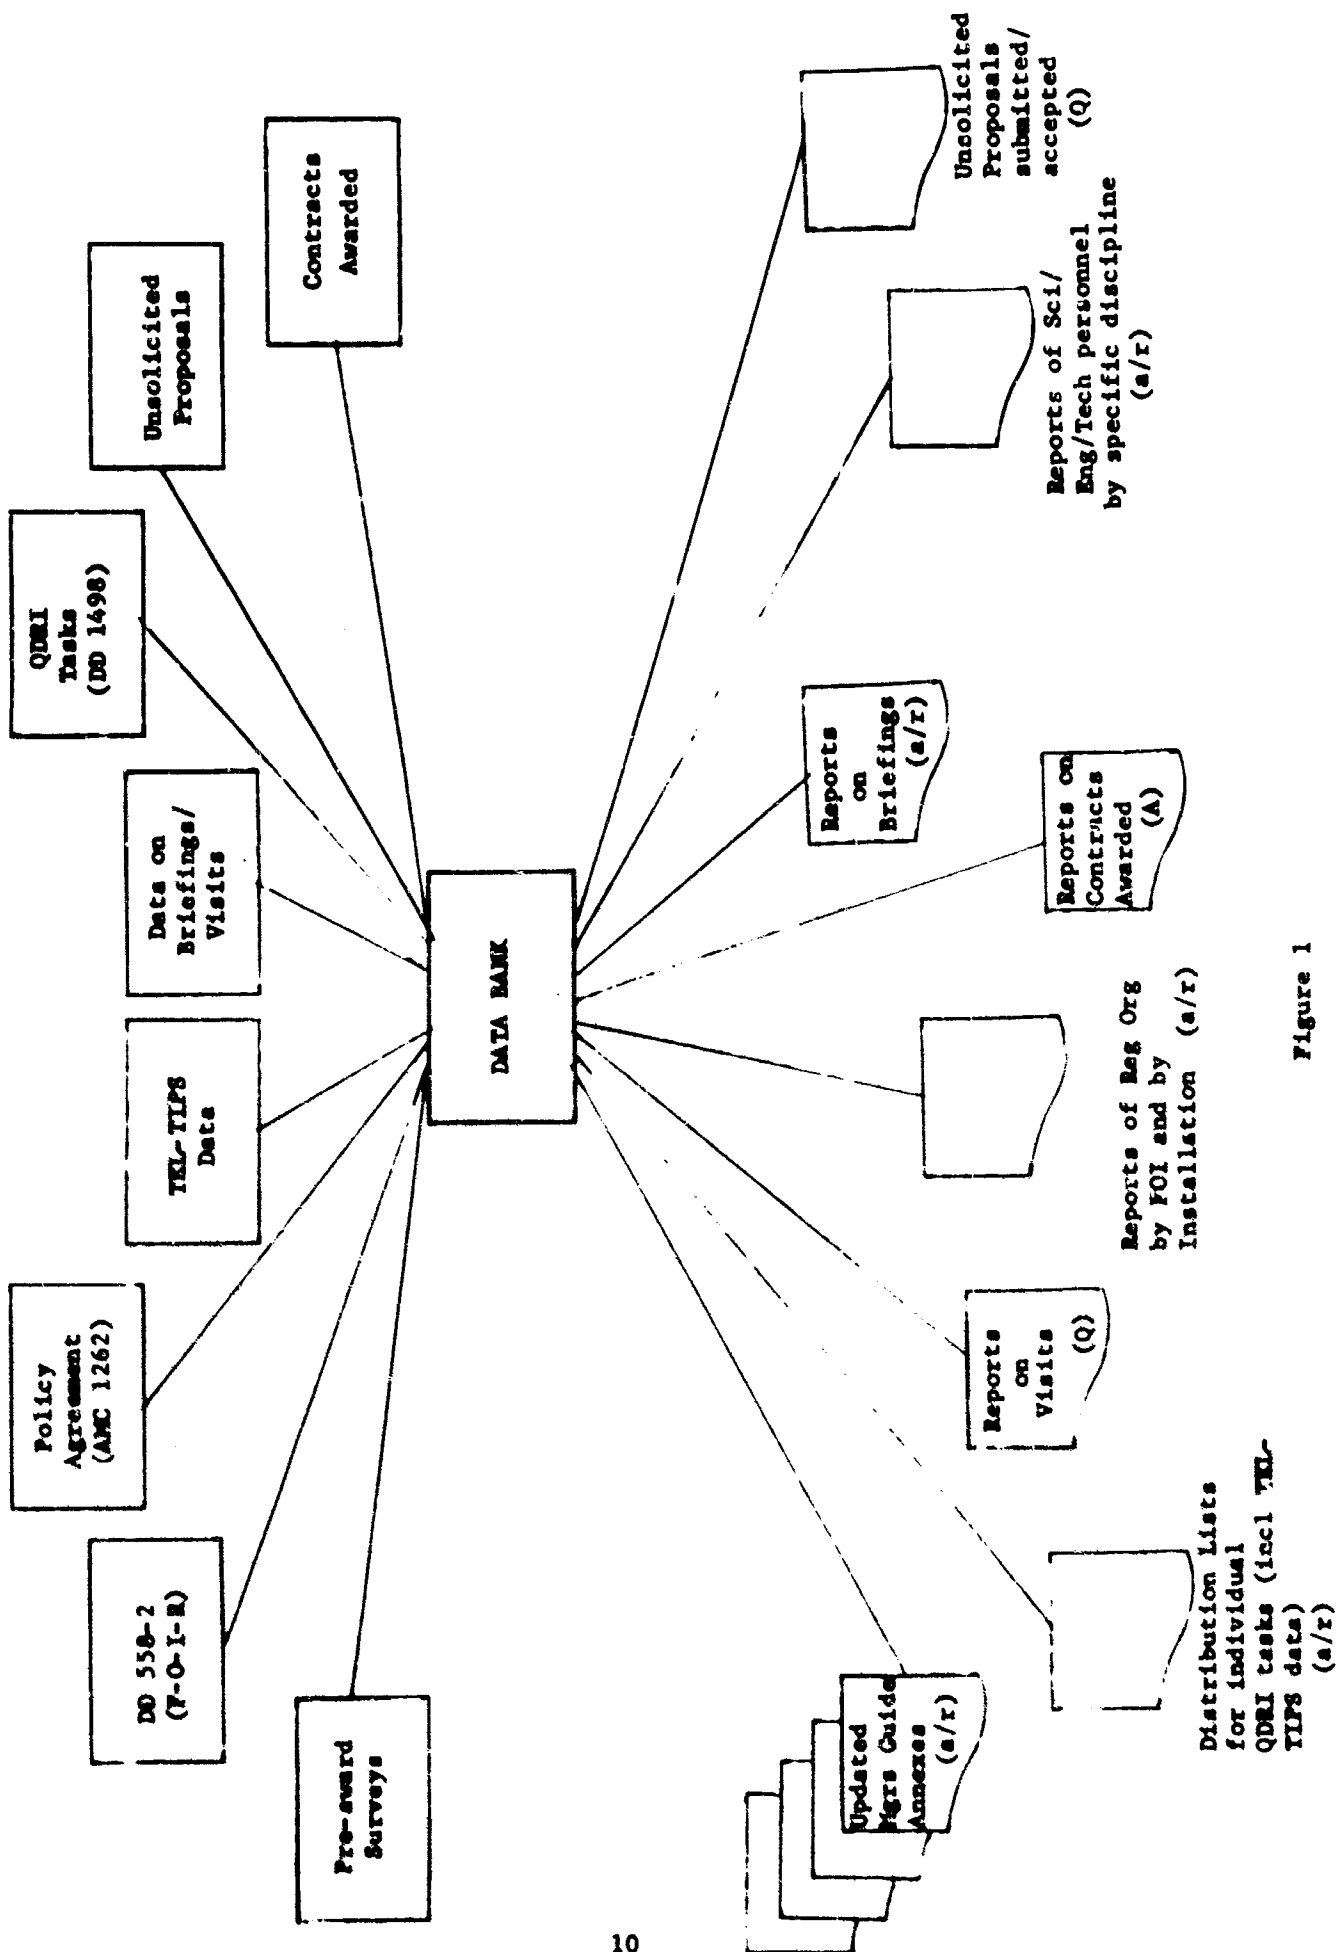 Pre-award
Surveys
DD 558-2
(F-O-I-R)
Policy
Agreement
(AMC 1262)
TEL-TIPS
Data
Data on
Briefings/
Visits
QDRI
Tasks
(DD 1498)
Unsolicited
Proposals
Contracts
Awarded
DATA BANK
Updated
Mgrs Guide
Annexes
(a/r)
Distribution Lists
for individual
QDRI tasks (incl TEL-
TIPS data)
(a/r)
Reports
on
Visits
(Q)
Reports of Reg Org
by FOI and by
Installation (a/r)
Reports on
Contracts
Awarded
(A)
Reports
on
Briefings
(a/r)
Reports of Sci/
Eng/Tech personnel
by specific discipline
(a/r)
Unsolicited
Proposals
submitted/
accepted
(Q)
Figure 1
10